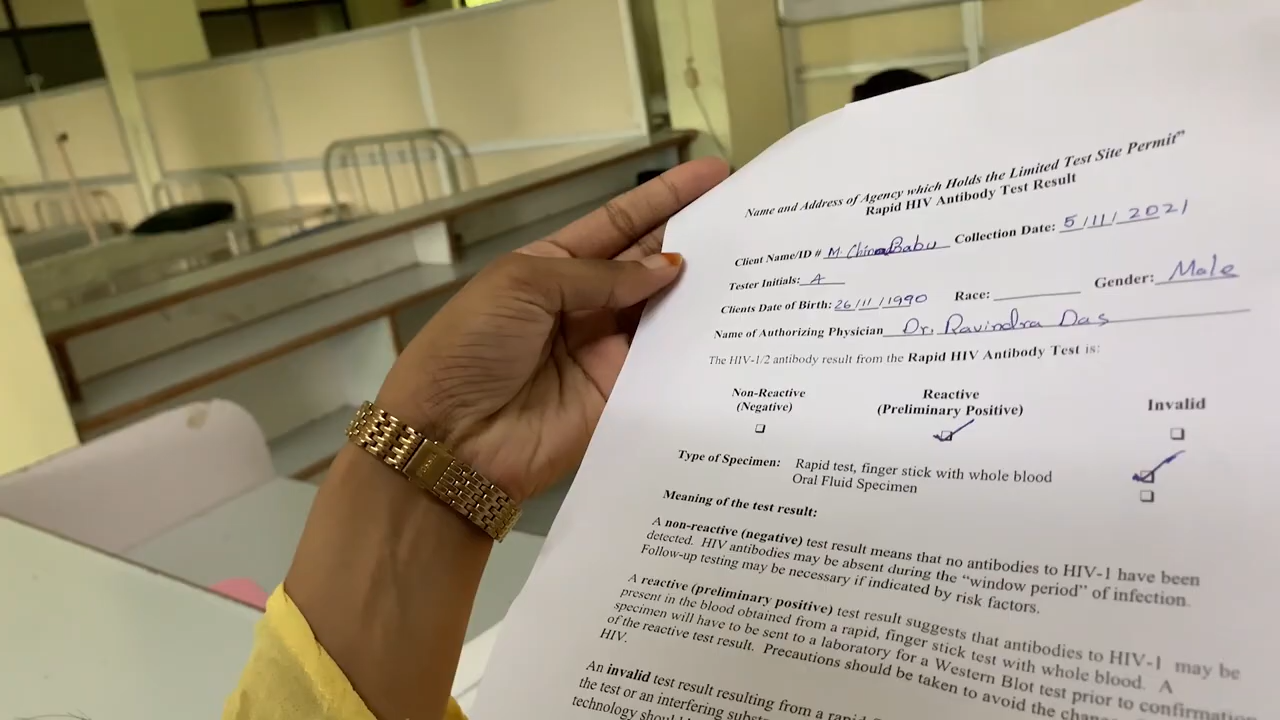 Name and Address of Agency which Holds the Limited Test Site Permit”
Rapid HIV Antibody Test Result
Client Name/ID # M. ChinnaBabu Collection Date: 5/11/2021
Tester Initials: A
Clients Date of Birth: 26/11/1990 Race: Gender: Male
Name of Authorizing Physician Dr. Ravindra Das
The HIV-1/2 antibody result from the Rapid HIV Antibody Test is:
Non-Reactive Reactive Invalid
(Negative) (Preliminary Positive)
Type of Specimen: Rapid test, finger stick with whole blood
Oral Fluid Specimen
Meaning of the test result:
A non-reactive (negative) test result means that no antibodies to HIV-1 have been
detected. HIV antibodies may be absent during the “window period” of infection.
Follow-up testing may be necessary if indicated by risk factors.
A reactive (preliminary positive) test result suggests that antibodies to HIV-1 may be
present in the blood obtained from a rapid, finger stick test with whole blood. A
specimen will have to be sent to a laboratory for a Western Blot test prior to confirmation
of the reactive test result. Precautions should be taken to avoid the
HIV.
An invalid test result resulting from a
the test or an interfering
technology